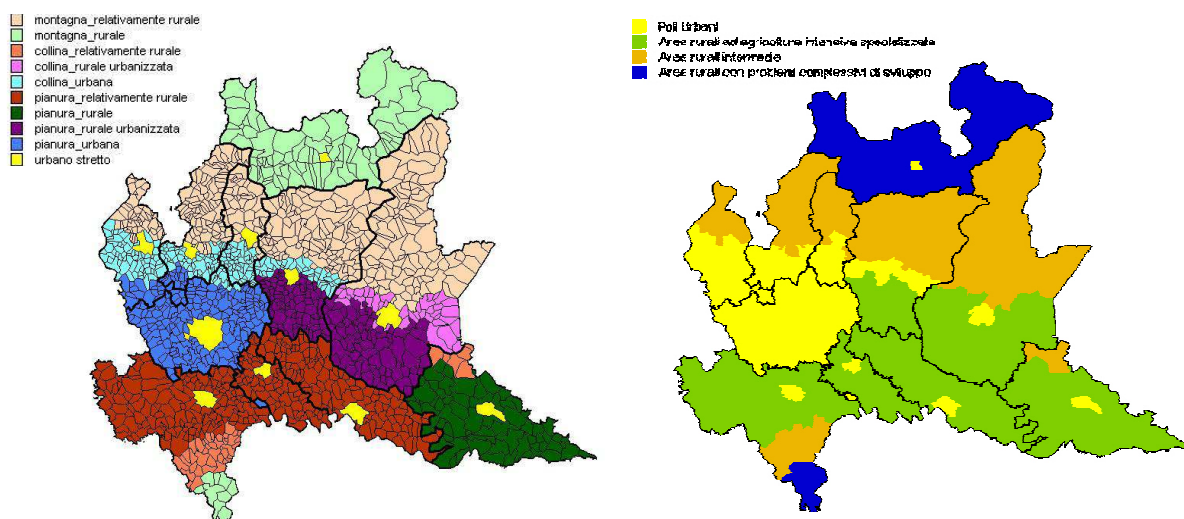 montagna_relativamente rurale
montagna_rurale
collina_relativamente rurale
collina_rurale urbanizzata
collina_urbana
pianura_relativamente rurale
pianura_rurale
pianura_rurale urbanizzata
pianura_urbana
urbano stretto
Poli Urbani
Aree rurali ad agricoltura intensiva specializzata
Aree rurali intermedie
Aree rurali con problemi complessivi di sviluppo